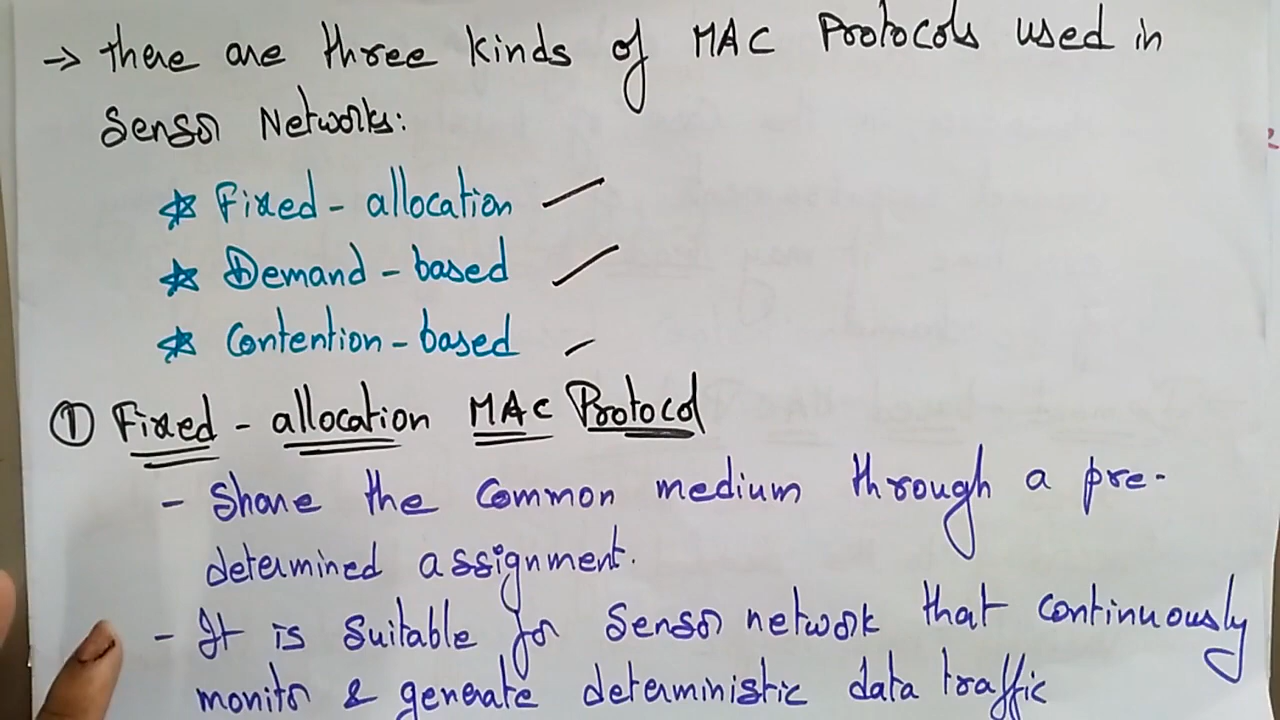 → there are three kinds of MAC Protocols used in
Sensor Networks:
☆ Fixed - allocation
☆ Demand - based
☆ Contention - based
① Fixed - allocation MAC Protocol
- Share the common medium through a pre-
determined assignment.
- It is suitable for sensor network that continuously
monitor & generate deterministic data traffic